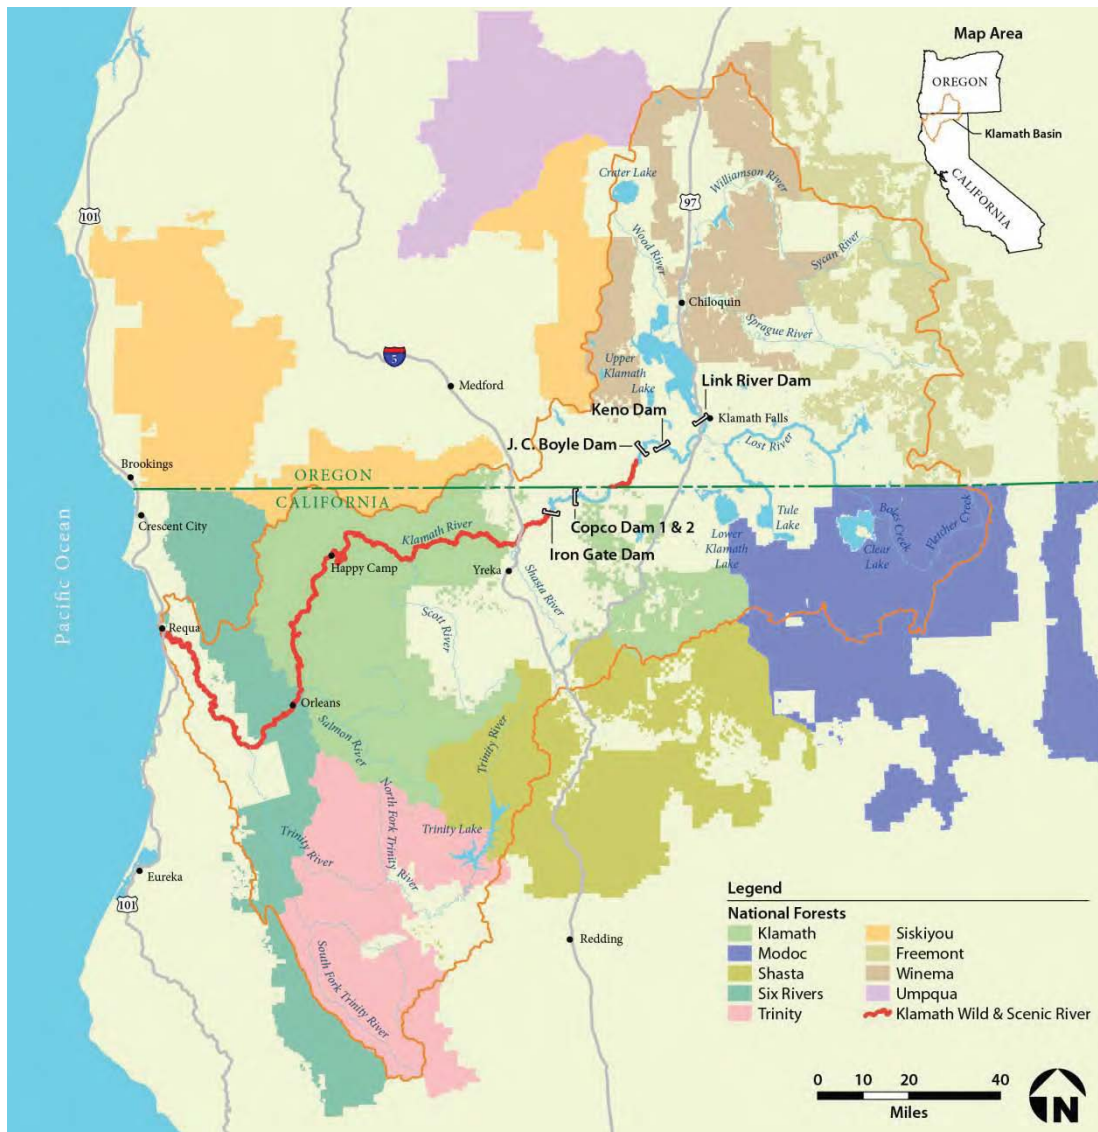 Map Area
OREGON
Klamath Basin
CALIFORNIA
101
Crater Lake
Williamson River
97
Wood River
Sycan River
Chiloquin
Sprague River
5
Medford
Upper
Klamath
Lake
Link River Dam
Keno Dam
Klamath Falls
J. C. Boyle Dam
Lost River
Brookings
OREGON
CALIFORNIA
Crescent City
Klamath River
Copco Dam 1 & 2
Iron Gate Dam
Lower
Klamath
Lake
Tule
Lake
Clear
Lake
Boles
Creek
Fletcher Creek
Happy Camp
Yreka
Shasta River
Scott
River
Pacific Ocean
Requa
Orleans
Salmon River
Trinity River
North Fork Trinity River
Trinity Lake
Trinity
River
Eureka
101
South Fork Trinity River
Redding
Legend
National Forests
Klamath
Modoc
Shasta
Six Rivers
Trinity
Siskiyou
Freemont
Winema
Umpqua
Klamath Wild & Scenic River
0 10 20 40
Miles
N